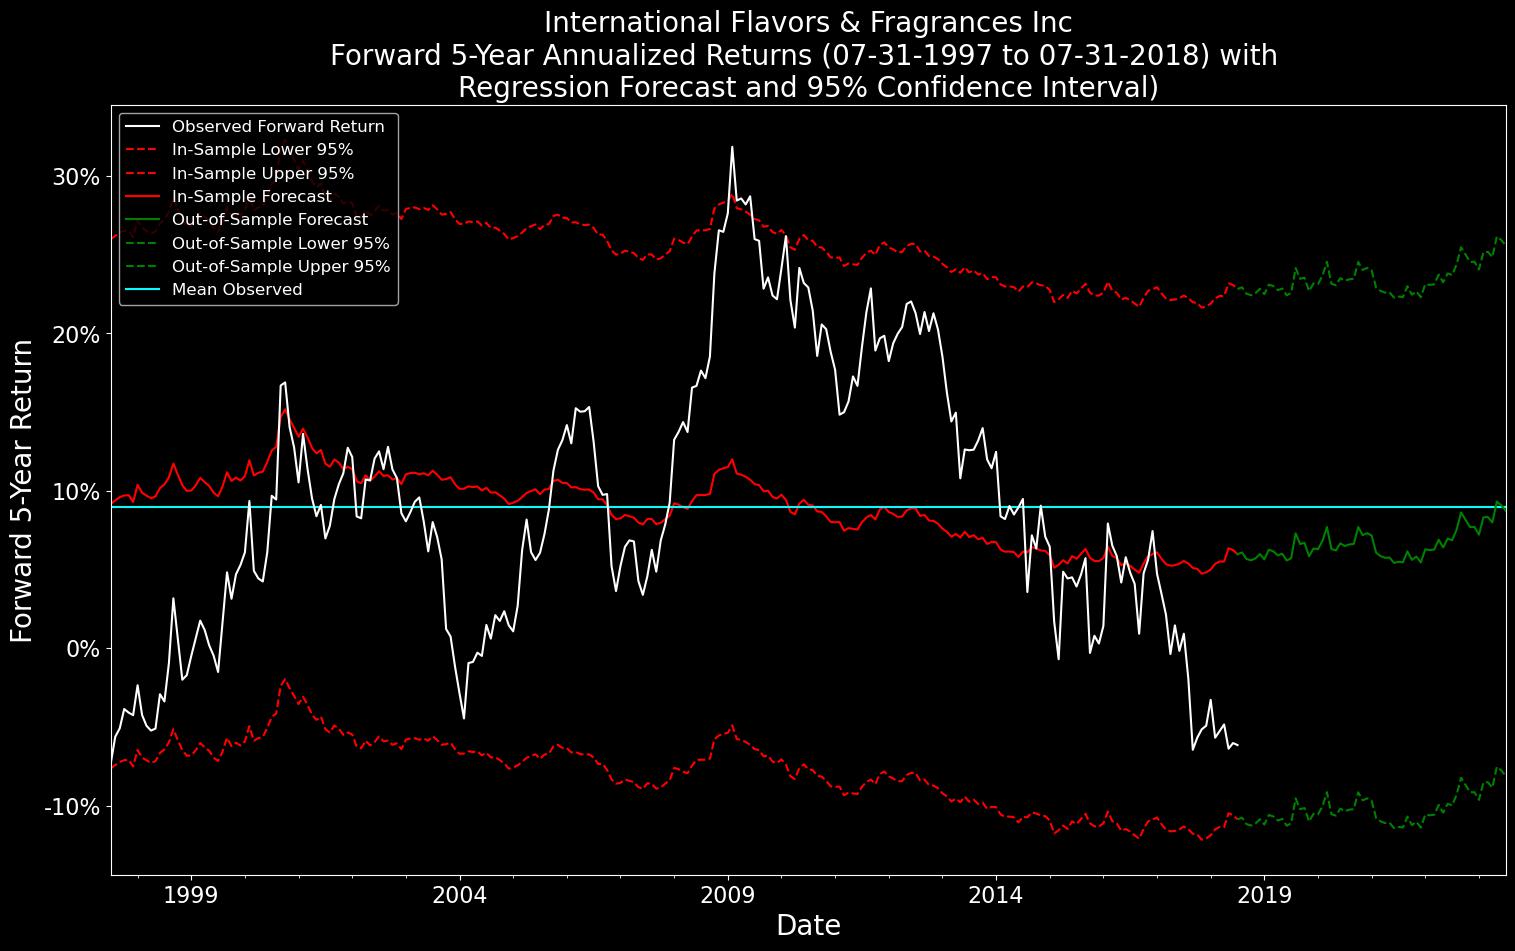 International Flavors & Fragrances Inc
Forward 5-Year Annualized Returns (07-31-1997 to 07-31-2018) with
Regression Forecast and 95% Confidence Interval)
Observed Forward Return
In-Sample Lower 95%
In-Sample Upper 95%
In-Sample Forecast
Out-of-Sample Forecast
Out-of-Sample Lower 95%
Out-of-Sample Upper 95%
Mean Observed
Forward 5-Year Return
30%
20%
10%
0%
-10%
1999
2004
2009
2014
2019
Date